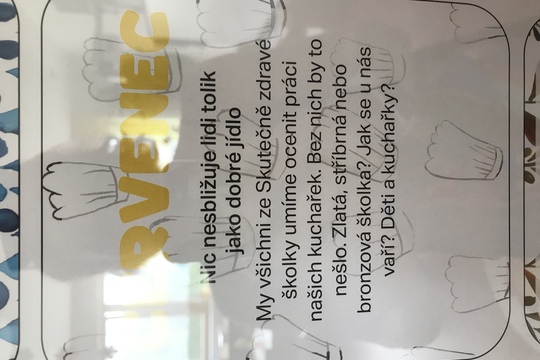 RVENEC
Nic nesbližuje lidi tolik
jako dobré jídlo
My všichni ze Skutečně zdravé
školky umíme ocenit práci
našich kuchařek. Bez nich by to
nešlo. Zlatá, stříbrná nebo
bronzová školka? Jak se u nás
vaří? Děti a kuchařky?